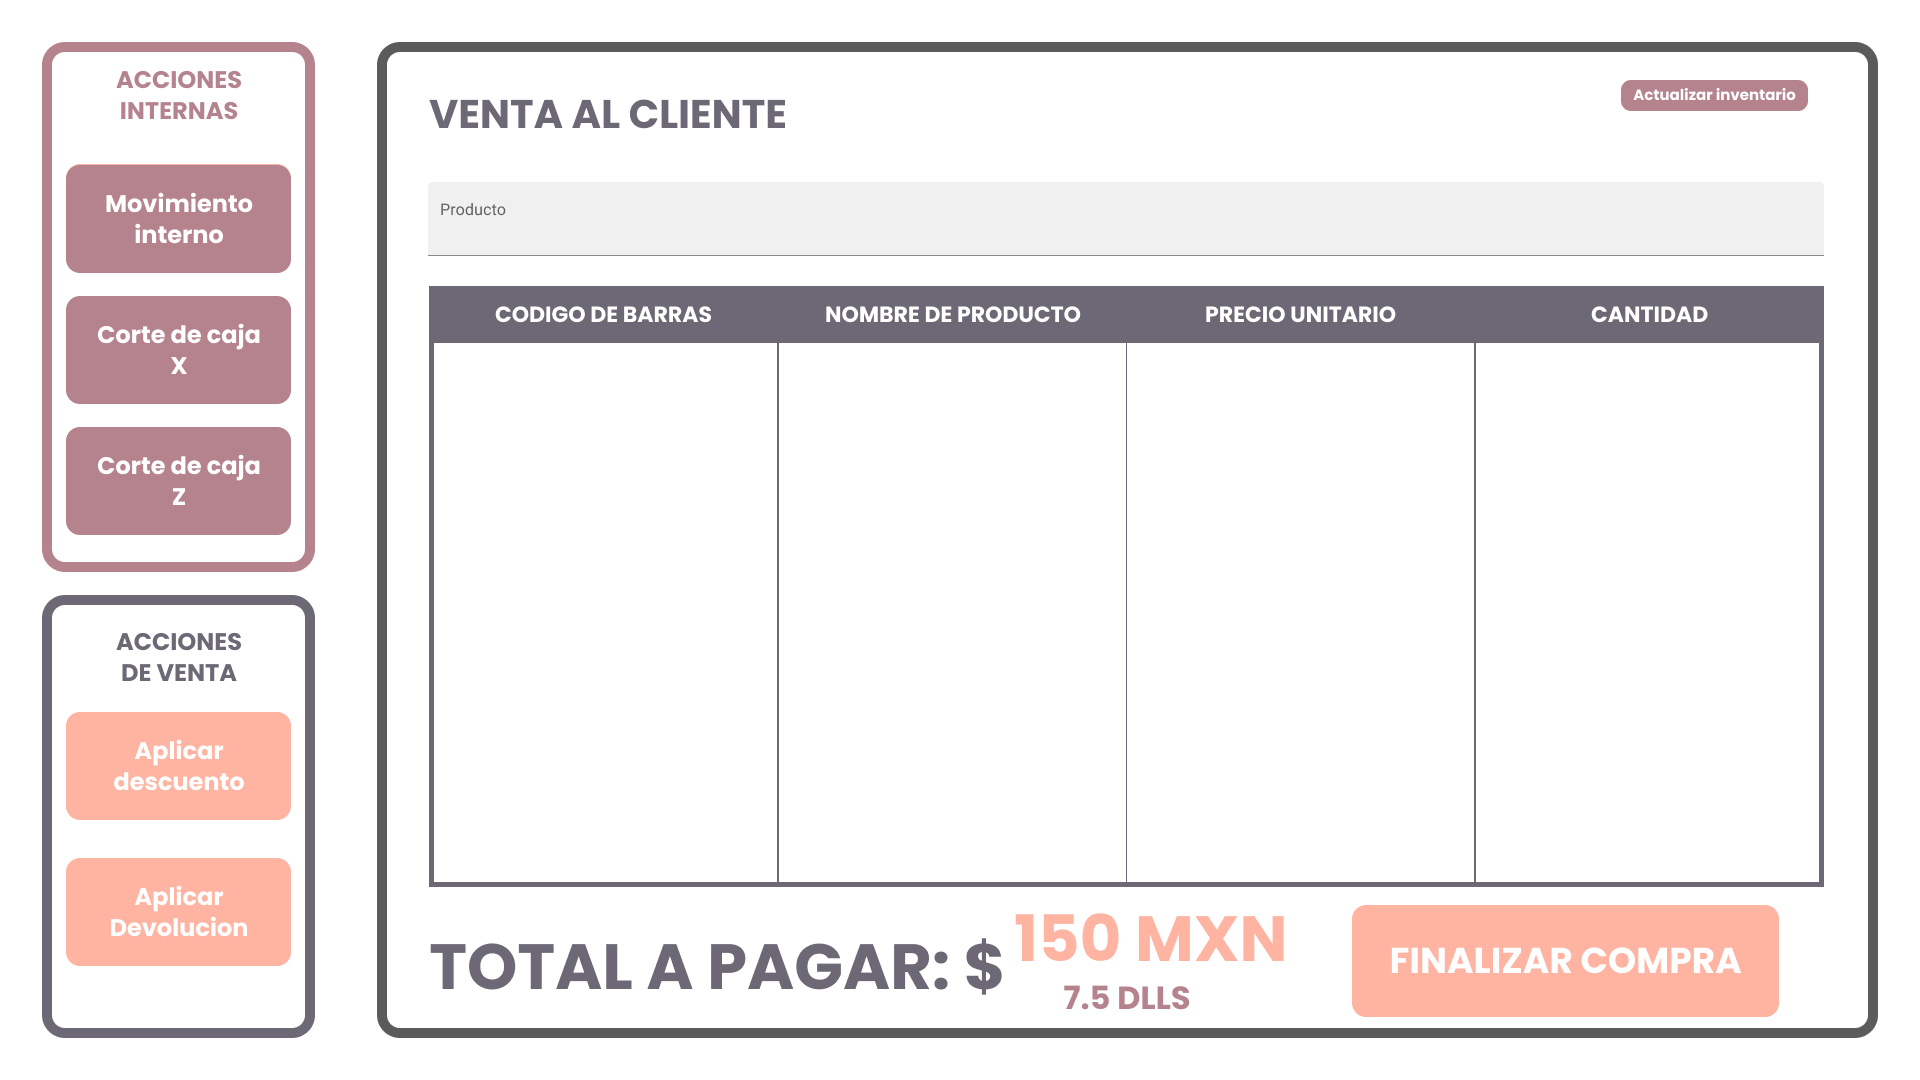 ACCIONES
INTERNAS
Movimiento
interno
Corte de caja
X
Corte de caja
Z
ACCIONES
DE VENTA
Aplicar
descuento
Aplicar
Devolucion
VENTA AL CLIENTE
Actualizar inventario
Producto
CODIGO DE BARRAS NOMBRE DE PRODUCTO PRECIO UNITARIO CANTIDAD
TOTAL A PAGAR: $ 150 MXN
7.5 DLLS
FINALIZAR COMPRA